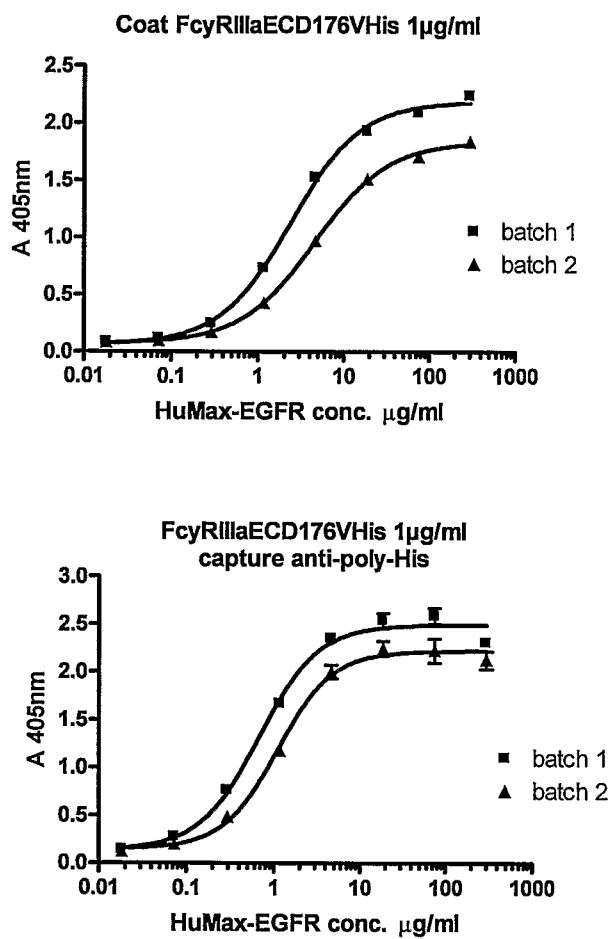 Coat FcyRIIIaECD176VHis 1µg/ml
2.5
2.0
1.5
1.0
0.5
0.0
A 405nm
batch 1
batch 2
0.01 0.1 1 10 100 1000
HuMax-EGFR conc. µg/ml
FcyRIIIaECD176VHis 1µg/ml
capture anti-poly-His
3.0
2.5
2.0
1.5
1.0
0.5
0.0
A 405nm
batch 1
batch 2
0.01 0.1 1 10 100 1000
HuMax-EGFR conc. µg/ml